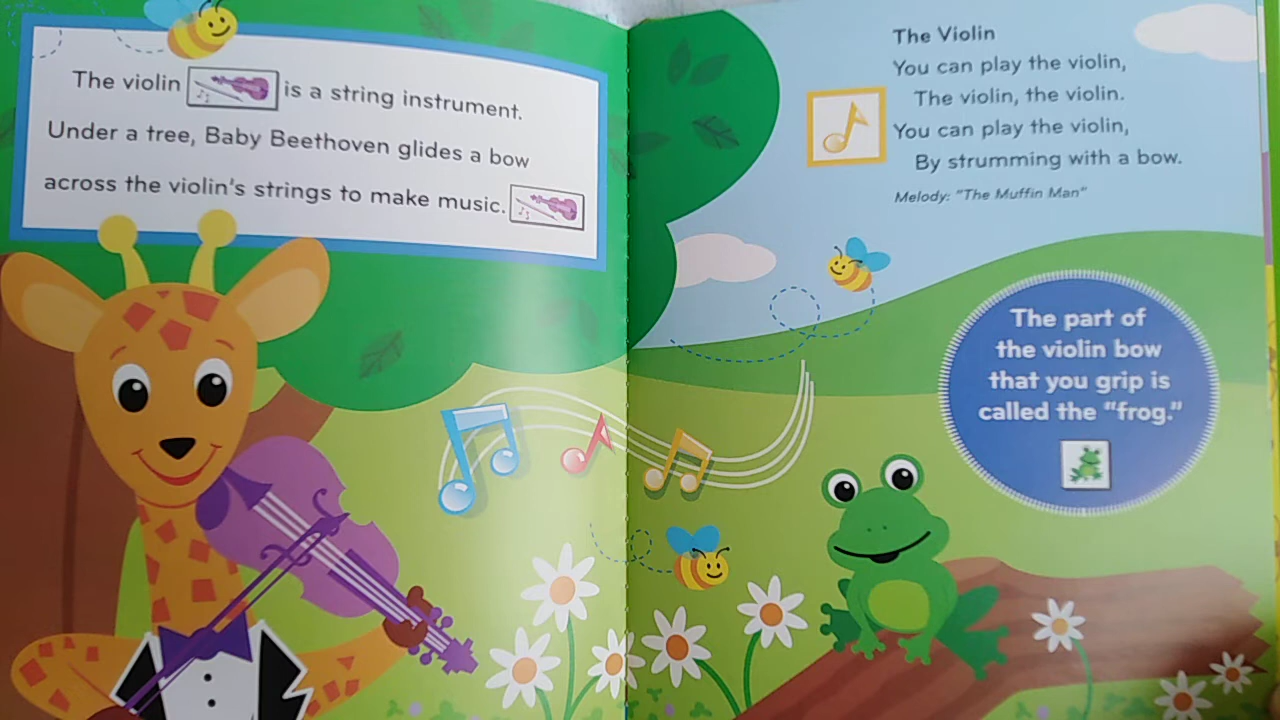 The violin is a string instrument.
Under a tree, Baby Beethoven glides a bow
across the violin's strings to make music.
The Violin
You can play the violin,
The violin, the violin.
You can play the violin,
By strumming with a bow.
Melody: "The Muffin Man"
The part of
the violin bow
that you grip is
called the "frog."